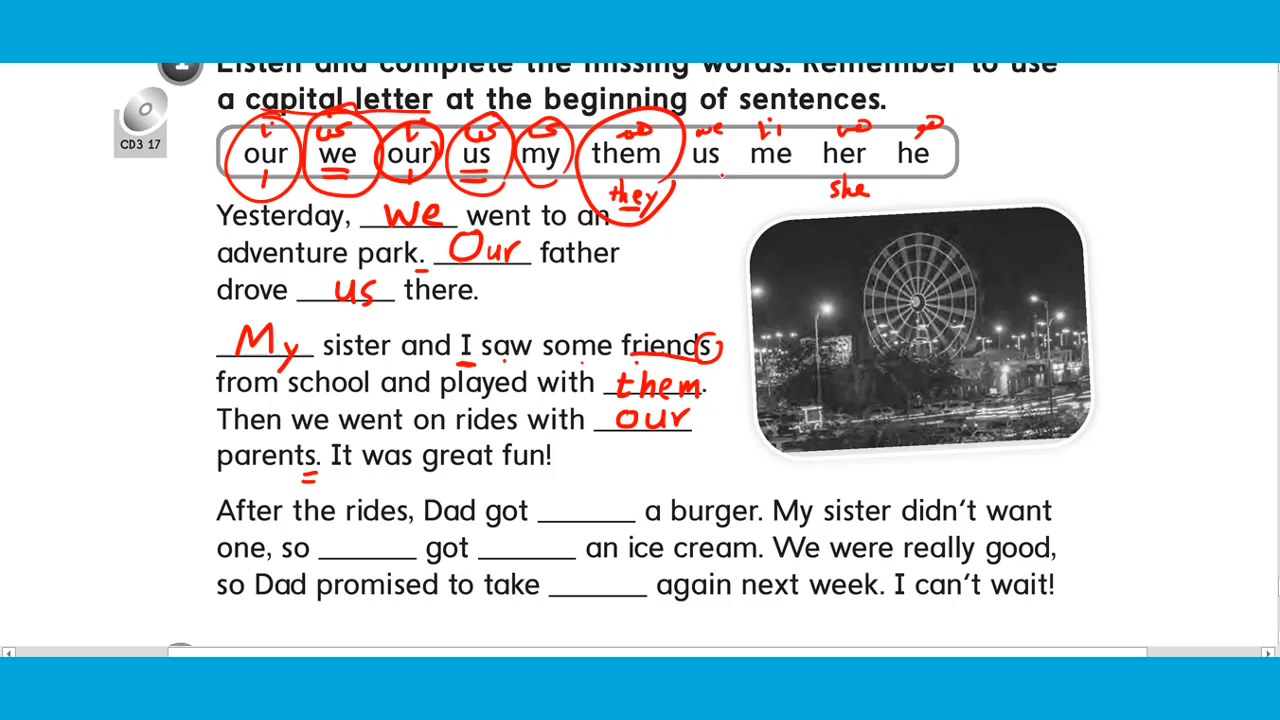 Listen and complete the missing words. Remember to use
a capital letter at the beginning of sentences.
CD3 17
our we our us my them us me her he
they she
Yesterday, we went to an
adventure park. Our father
drove us there.
My sister and I saw some friends
from school and played with them.
Then we went on rides with our
parents. It was great fun!
After the rides, Dad got ______ a burger. My sister didn't want
one, so ______ got ______ an ice cream. We were really good,
so Dad promised to take ______ again next week. I can't wait!